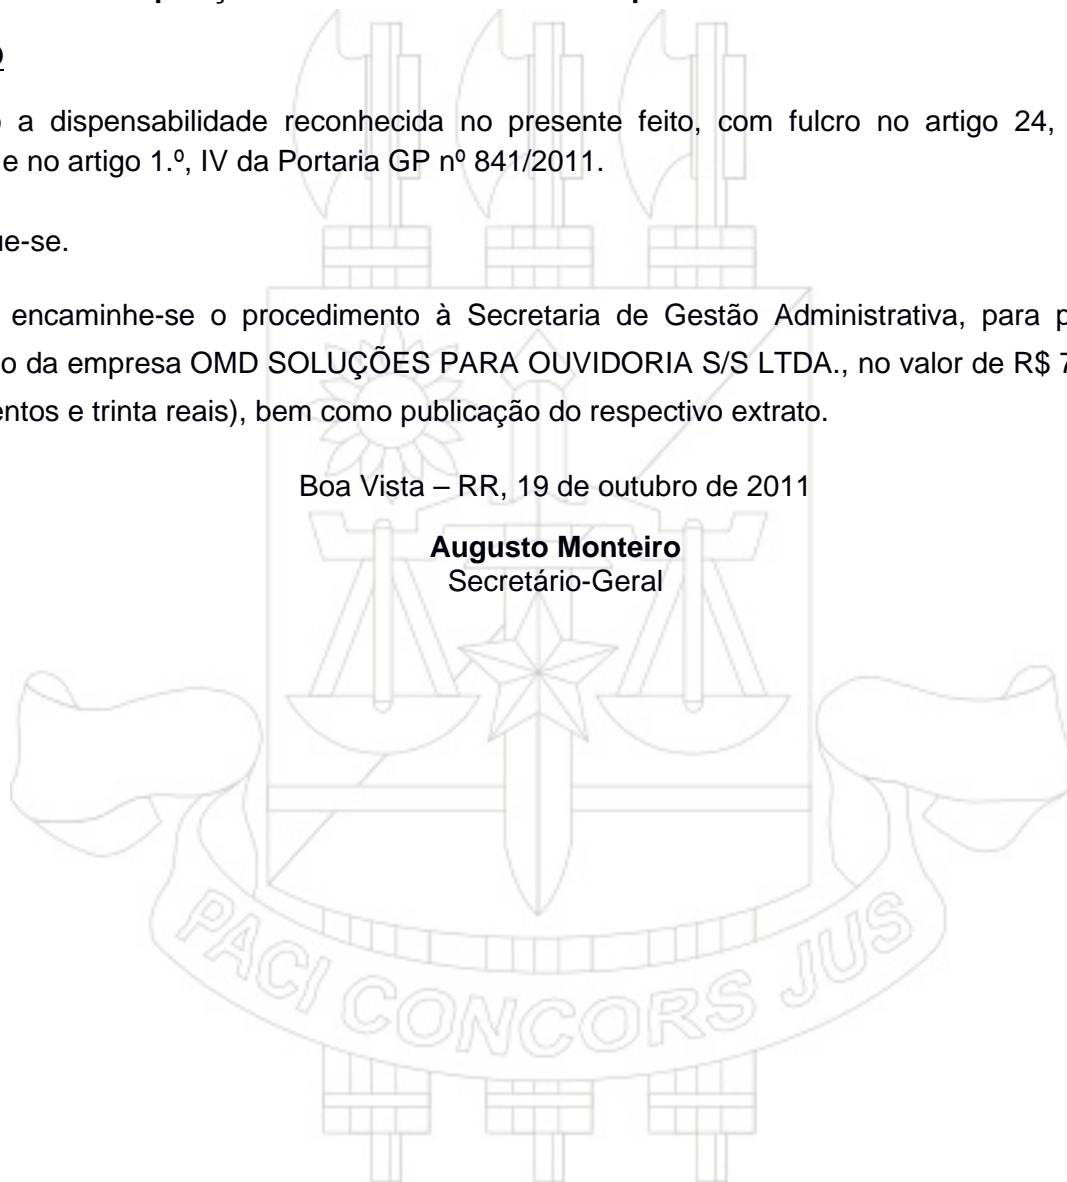 a dispensabilidade reconhecida no presente feito, com fulcro no artigo 24,
e no artigo 1.º, IV da Portaria GP nº 841/2011.
ue-se.
encaminhe-se o procedimento à Secretaria de Gestão Administrativa, para p
o da empresa OMD SOLUÇÕES PARA OUVIDORIA S/S LTDA., no valor de R$ 7
entos e trinta reais), bem como publicação do respectivo extrato.
Boa Vista – RR, 19 de outubro de 2011
Augusto Monteiro
Secretário-Geral
PACI CONCORS JUS